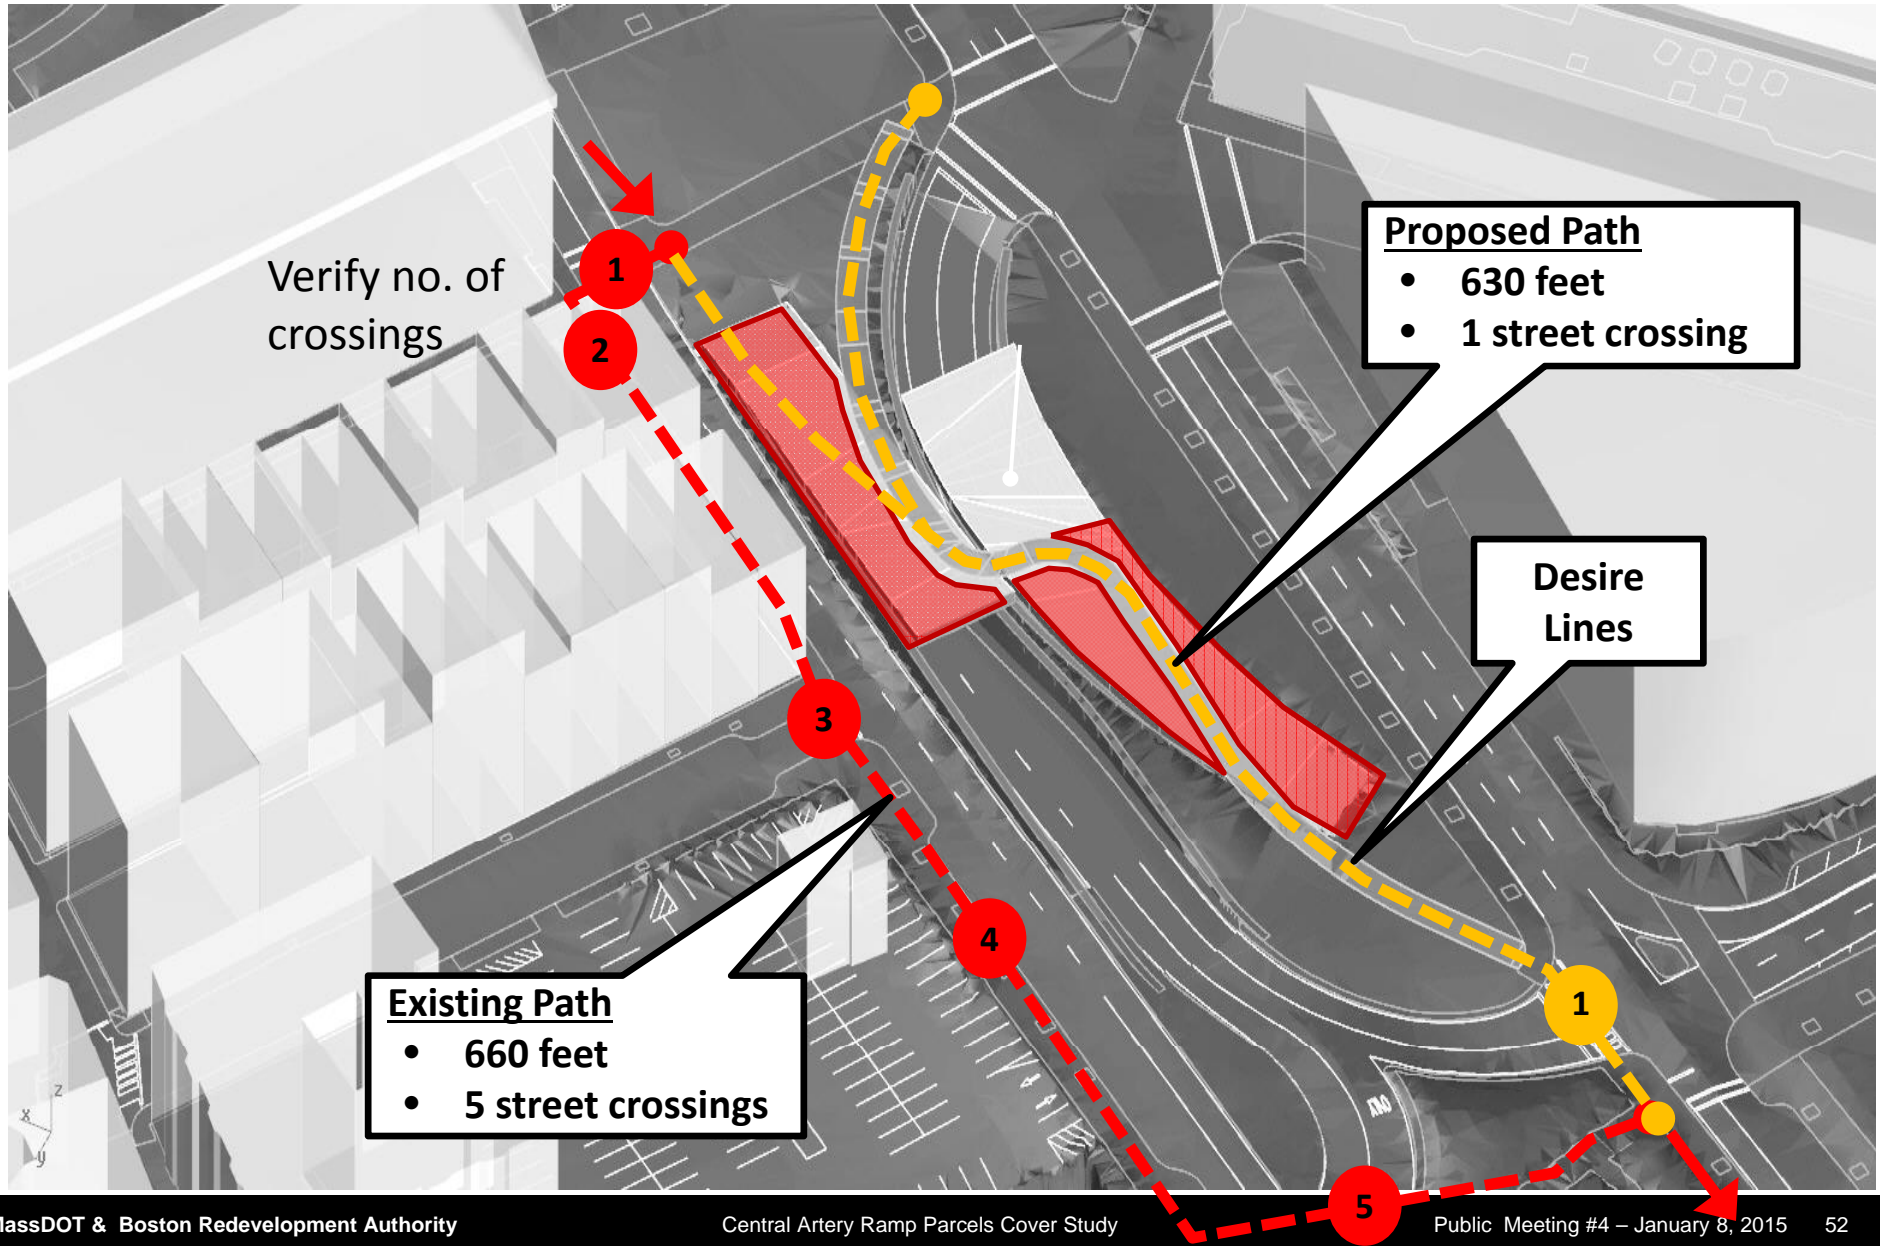 Verify no. of
crossings
1
2
3
4
5
1
Proposed Path
• 630 feet
• 1 street crossing
Desire
Lines
Existing Path
• 660 feet
• 5 street crossings
ONLY
z
x
y
MassDOT & Boston Redevelopment Authority
Central Artery Ramp Parcels Cover Study
Public Meeting #4 – January 8, 2015
52